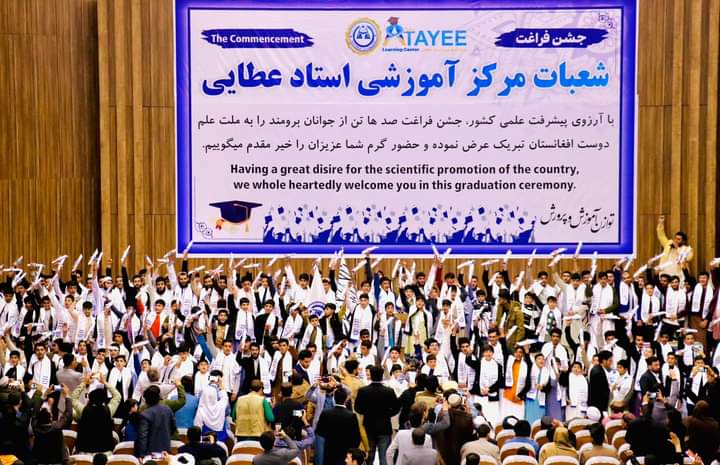 The Commencement
ATAYEE
Learning Center
جشن فراغت
شعبات مرکز آموزشی استاد عطایی
با آرزوی پیشرفت علمی کشور، جشن فراغت صد ها تن از جوانان برومند را به ملت علم
دوست افغانستان تبریک عرض نموده و حضور گرم شما عزیزان را خیر مقدم میگوییم.
Having a great disire for the scientific promotion of the country,
we whole heartedly welcome you in this graduation ceremony.
توازن آموزش و پرورش